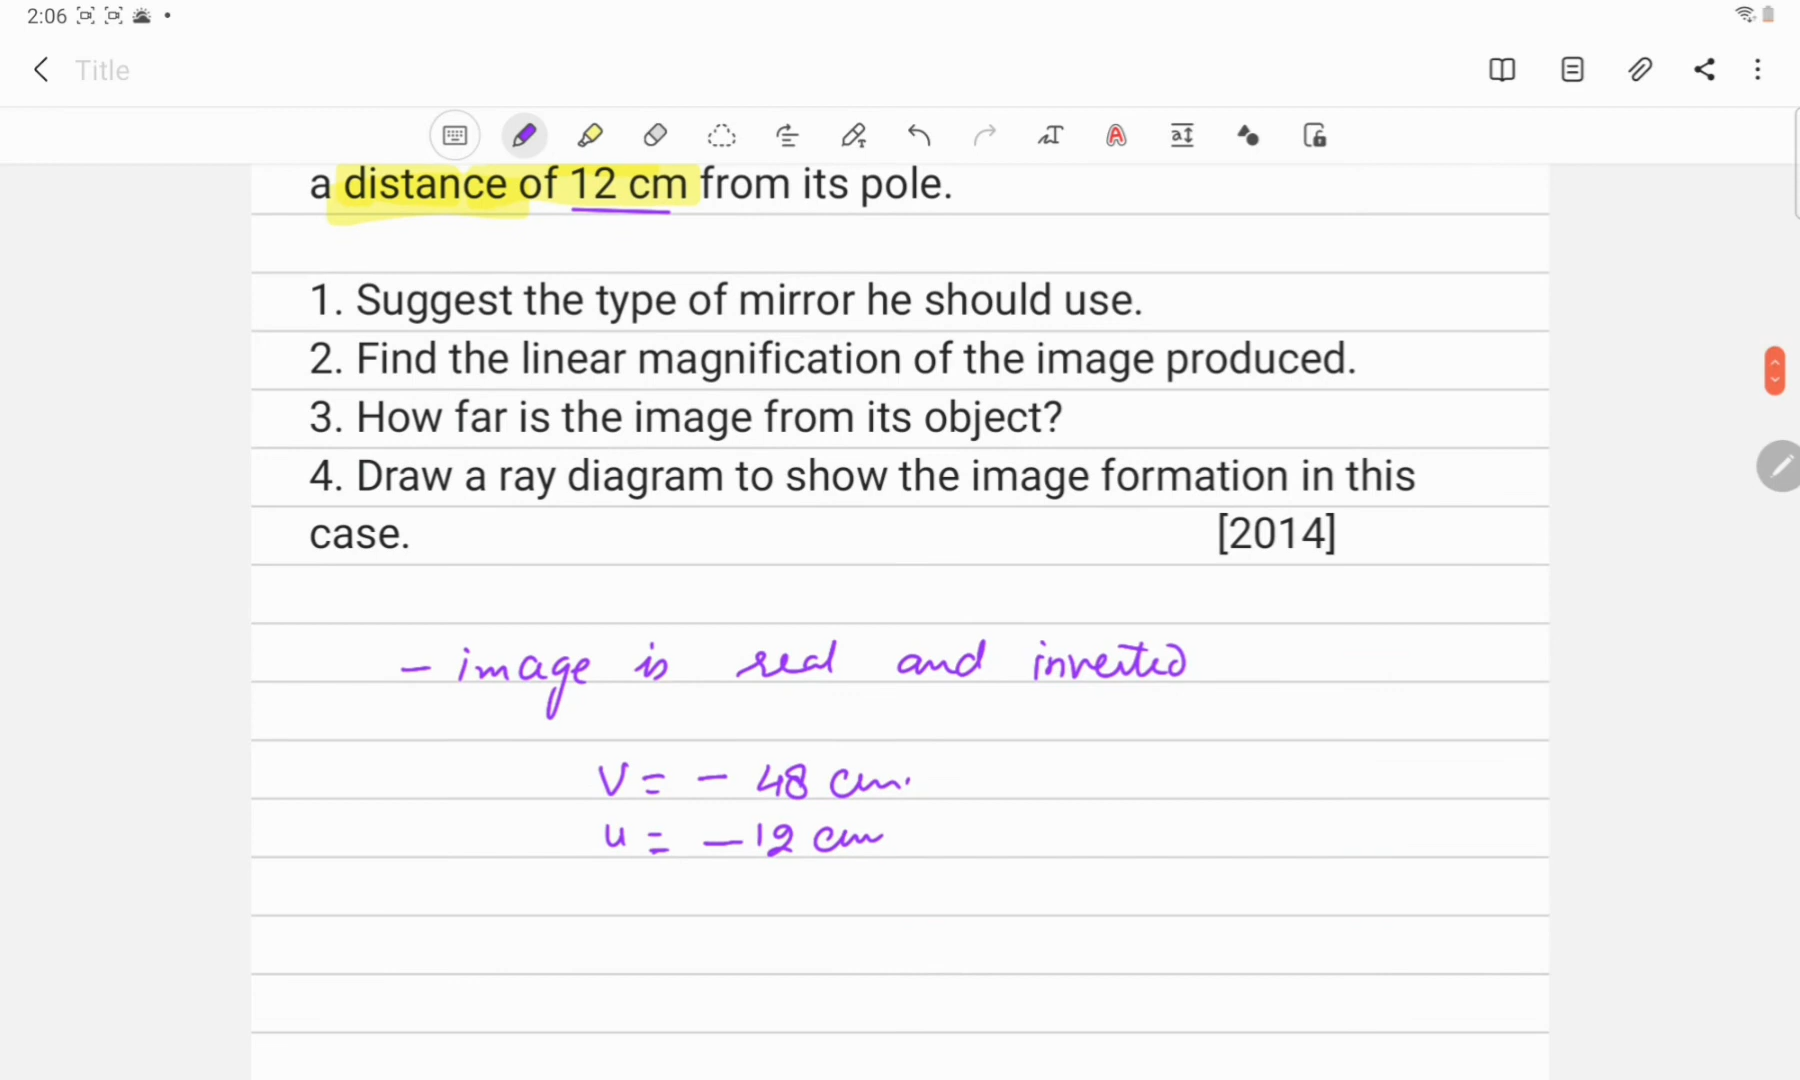 2:06
Title
a distance of 12 cm from its pole.
1. Suggest the type of mirror he should use.
2. Find the linear magnification of the image produced.
3. How far is the image from its object?
4. Draw a ray diagram to show the image formation in this
case. [2014]
- image is real and inverted
V = - 48 cm.
u = - 12 cm